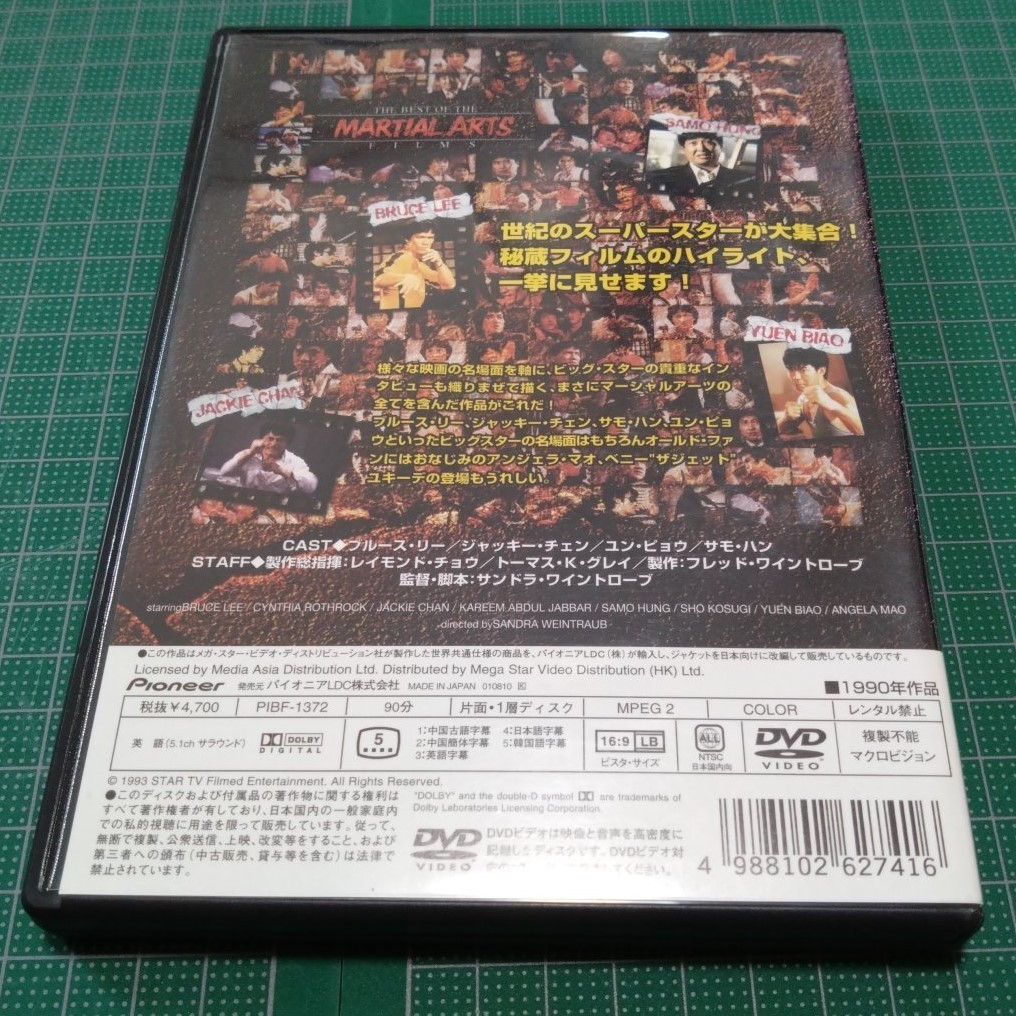 THE BEST OF THE
MARTIAL ARTS
FILMS
SAMO HUNG
BRUCE LEE
世紀のスーパースターが大集合！
秘蔵フィルムのハイライト、
一挙に見せます！
YUEN BIAO
JACKIE CHAN
様々な映画の名場面を軸に、ビッグ・スターの貴重なイン
タビューも織りまぜて描く、まさにマーシャルアーツの
全てを含んだ作品がこれだ！
ブルース・リー、ジャッキー・チェン、サモ・ハン、ユン・ピョ
ウといったビッグスターの名場面はもちろんオールド・ファ
ンにはおなじみのアンジェラ・マオ、ベニー"ザジェット"
ユキーデの登場もうれしい。
CAST◆ブルース・リー／ジャッキー・チェン／ユン・ピョウ／サモ・ハン
STAFF◆製作総指揮：レイモンド・チョウ／トーマス・K・グレイ／製作：フレッド・ワイントローブ
監督・脚本：サンドラ・ワイントローブ
starring BRUCE LEE / CYNTHIA ROTHROCK / JACKIE CHAN / KAREEM ABDUL JABBAR / SAMO HUNG / SHO KOSUGI / YUEN BIAO / ANGELA MAO
directed by SANDRA WEINTRAUB
●この作品はメガ・スター・ビデオ・ディストリビューション社が製作した世界共通仕様の商品を、パイオニアLDC（株）が輸入し、ジャケットを日本向けに改編して販売しているものです。
Licensed by Media Asia Distribution Ltd. Distributed by Mega Star Video Distribution (HK) Ltd.
Pioneer 発売元 パイオニアLDC株式会社 MADE IN JAPAN 010810
■1990年作品
税抜￥4,700 PIBF-1372 90分 片面・1層ディスク MPEG 2 COLOR レンタル禁止
英 語（5.1ch サラウンド） DOLBY DIGITAL 5 1:中国古語字幕 4:日本語字幕
2:中国簡体字幕 5:韓国語字幕
3:英語字幕
16:9 LB
ビスタ・サイズ
ALL
NTSC
日本国内向
DVD
VIDEO
複製不能
マクロビジョン
© 1993 STAR TV Filmed Entertainment. All Rights Reserved.
●このディスクおよび付属品の著作物に関する権利は
すべて著作権者が有しており、日本国内の一般家庭内
での私的視聴に用途を限って販売しています。従って、
無断で複製、公衆送信、上映、改変等をすること、および
第三者への頒布（中古販売、貸与等を含む）は法律で
禁止されています。
"DOLBY" and the double-D symbol are trademarks of
Dolby Laboratories Licensing Corporation.
DVD
VIDEO
DVDビデオは映像と音声を高密度に
記録したディスクです。DVDビデオ対
ください。
4 988102 627416